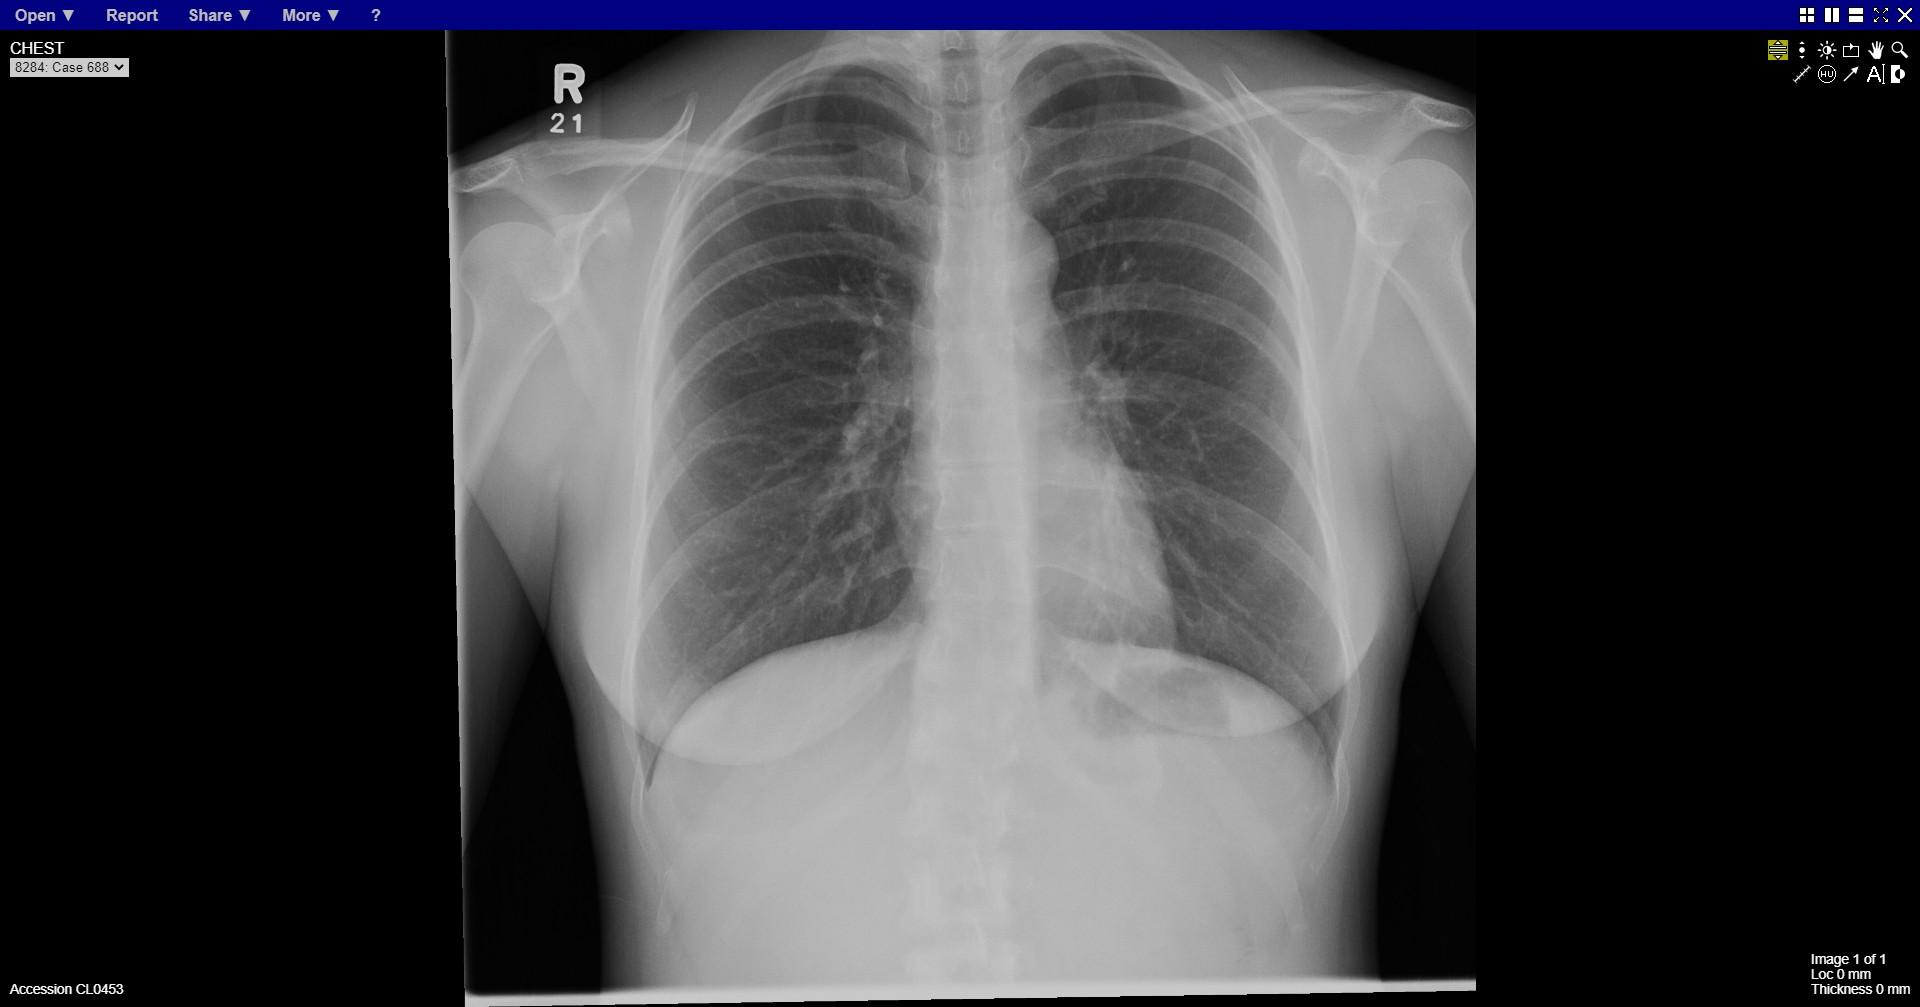 Open ▼ Report Share ▼ More ▼ ?
CHEST
8284: Case 688
R
21
HU
A
Accession CL0453
Image 1 of 1
Loc 0 mm
Thickness 0 mm